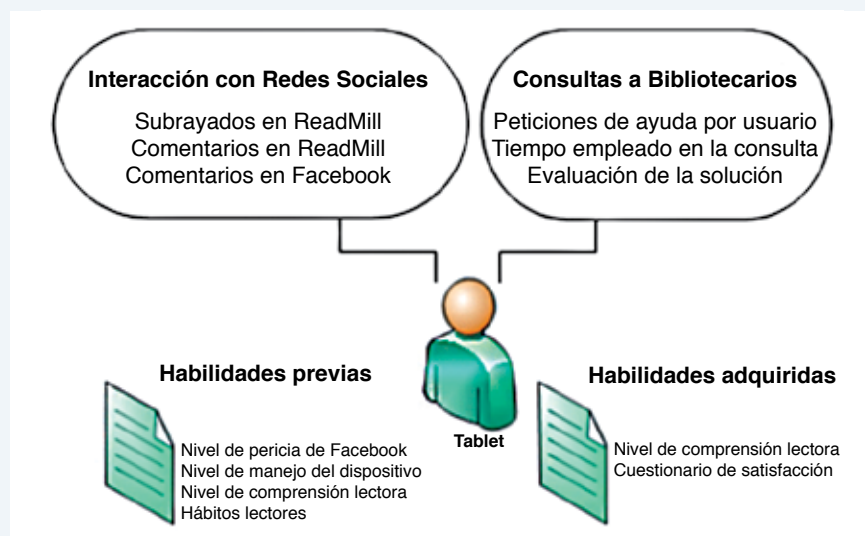 Interacción con Redes Sociales
Subrayados en ReadMill
Comentarios en ReadMill
Comentarios en Facebook
Consultas a Bibliotecarios
Peticiones de ayuda por usuario
Tiempo empleado en la consulta
Evaluación de la solución
Tablet
Habilidades previas
Nivel de pericia de Facebook
Nivel de manejo del dispositivo
Nivel de comprensión lectora
Hábitos lectores
Habilidades adquiridas
Nivel de comprensión lectora
Cuestionario de satisfacción